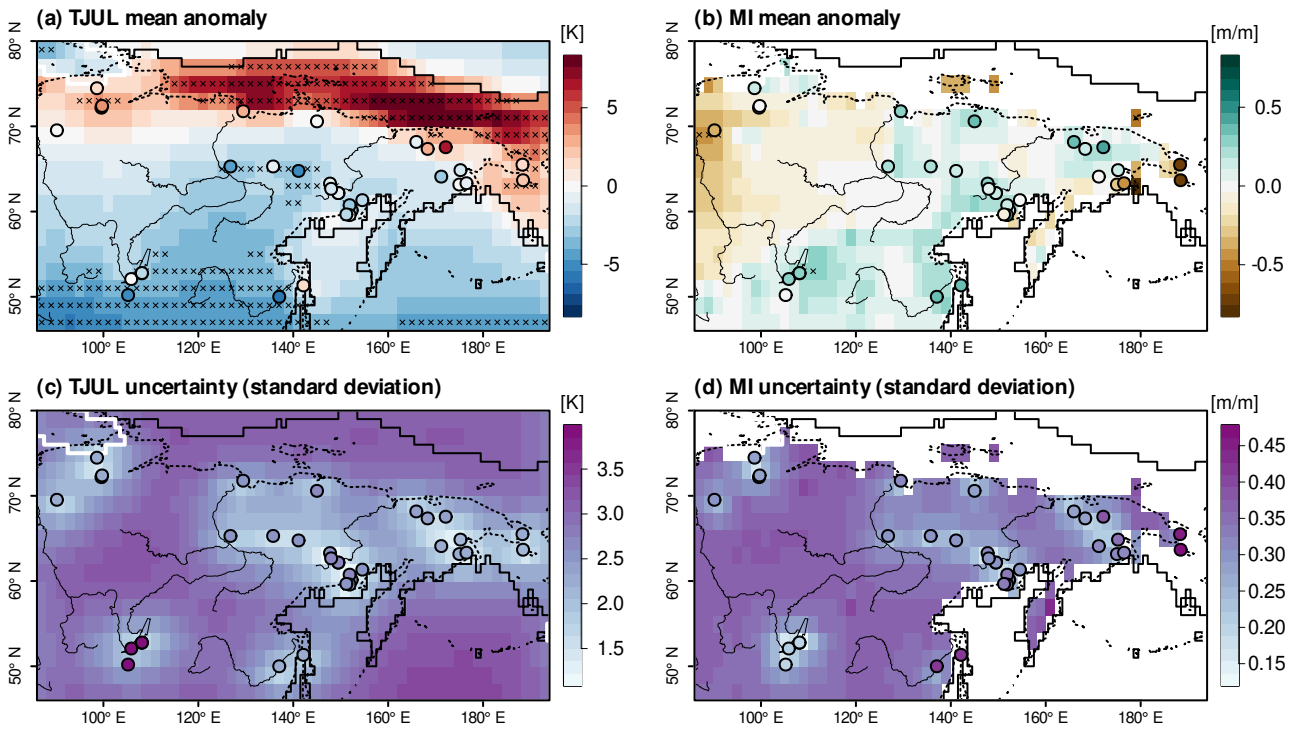 (a) TJUL mean anomaly
[K]
80° N
70° N
60° N
50° N
100° E
120° E
140° E
160° E
180° E
5
0
-5
(b) MI mean anomaly
[m/m]
80° N
70° N
60° N
50° N
100° E
120° E
140° E
160° E
180° E
0.5
0.0
-0.5
(c) TJUL uncertainty (standard deviation)
[K]
80° N
70° N
60° N
50° N
100° E
120° E
140° E
160° E
180° E
3.5
3.0
2.5
2.0
1.5
(d) MI uncertainty (standard deviation)
[m/m]
80° N
70° N
60° N
50° N
100° E
120° E
140° E
160° E
180° E
0.45
0.40
0.35
0.30
0.25
0.20
0.15